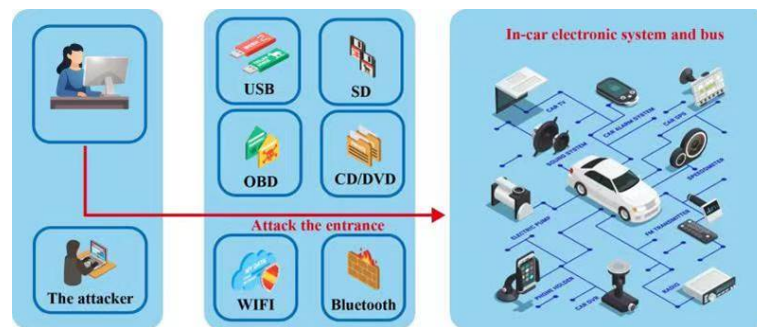 In-car electronic system and bus
USB
SD
OBD
CD/DVD
Attack the entrance
The attacker
WIFI
Bluetooth
CAR TV
CAR ALARM SYSTEM
CAR GPS
SOUND SYSTEM
SPEEDOMETER
ELECTRIC PUMP
FM TRANSMITTER
PHONE HOLDER
CAR DVR
RADIO